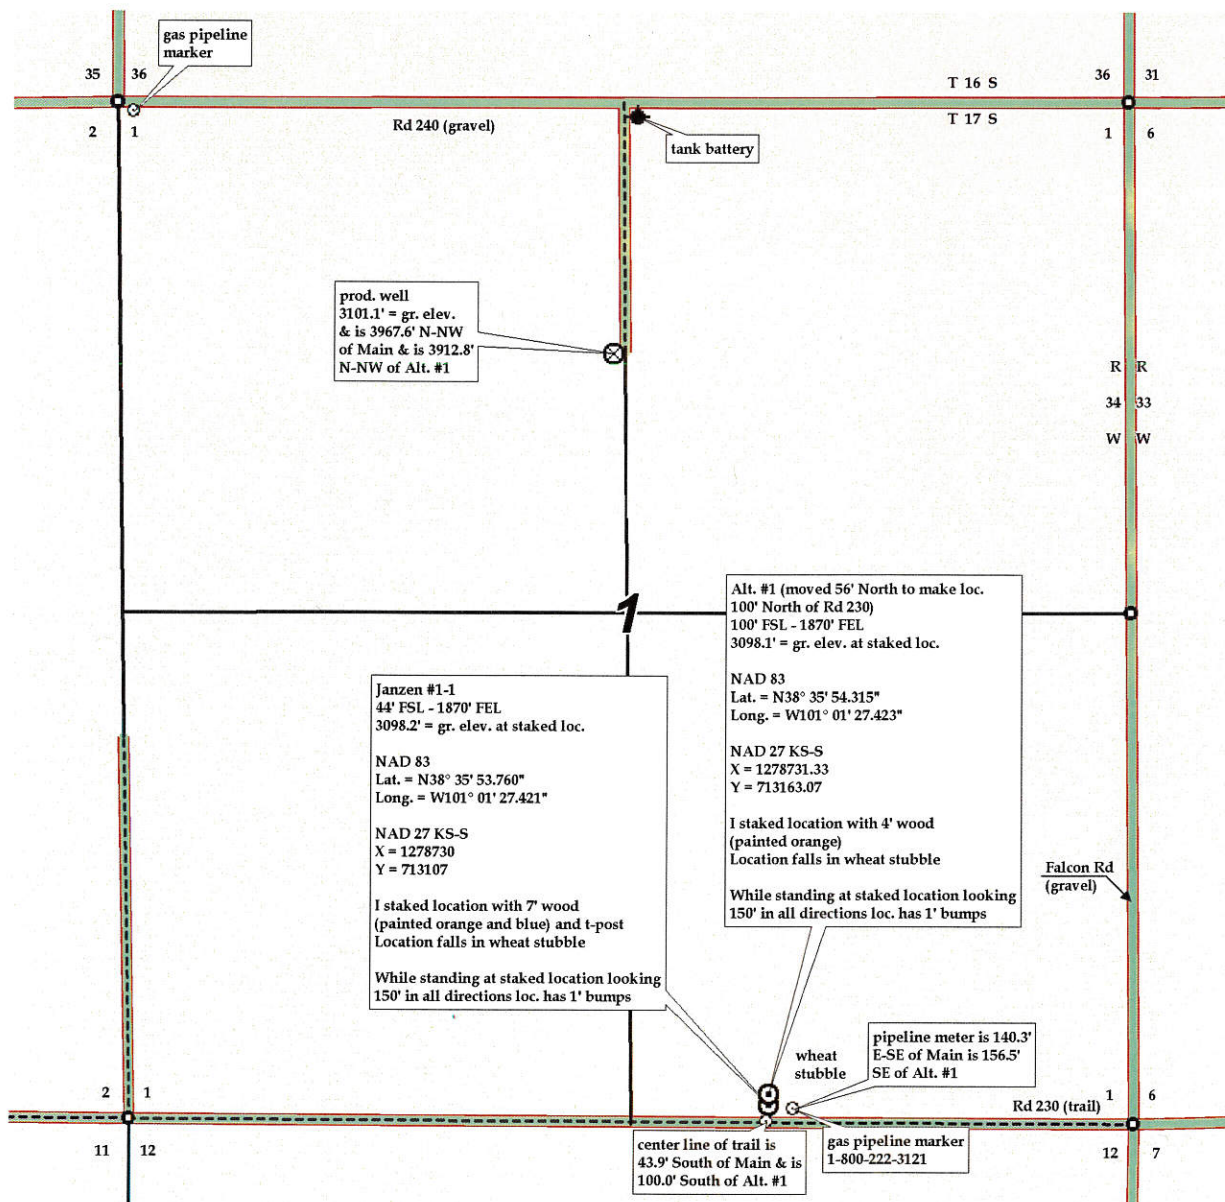 gas pipeline
marker
35 36
36 31
T 16 S
2 1
Rd 240 (gravel)
T 17 S
1 6
tank battery
prod. well
3101.1' = gr. elev.
& is 3967.6' N-NW
of Main & is 3912.8'
N-NW of Alt. #1
R R
34 33
W W
1
Alt. #1 (moved 56' North to make loc.
100' North of Rd 230)
100' FSL - 1870' FEL
3098.1' = gr. elev. at staked loc.
NAD 83
Lat. = N38° 35' 54.315"
Long. = W101° 01' 27.423"
NAD 27 KS-S
X = 1278731.33
Y = 713163.07
I staked location with 4' wood
(painted orange)
Location falls in wheat stubble
While standing at staked location looking
150' in all directions loc. has 1' bumps
Janzen #1-1
44' FSL - 1870' FEL
3098.2' = gr. elev. at staked loc.
NAD 83
Lat. = N38° 35' 53.760"
Long. = W101° 01' 27.421"
NAD 27 KS-S
X = 1278730
Y = 713107
I staked location with 7' wood
(painted orange and blue) and t-post
Location falls in wheat stubble
While standing at staked location looking
150' in all directions loc. has 1' bumps
Falcon Rd
(gravel)
wheat
stubble
pipeline meter is 140.3'
E-SE of Main is 156.5'
SE of Alt. #1
2 1
Rd 230 (trail)
1 6
11 12
center line of trail is
43.9' South of Main & is
100.0' South of Alt. #1
gas pipeline marker
1-800-222-3121
12 7